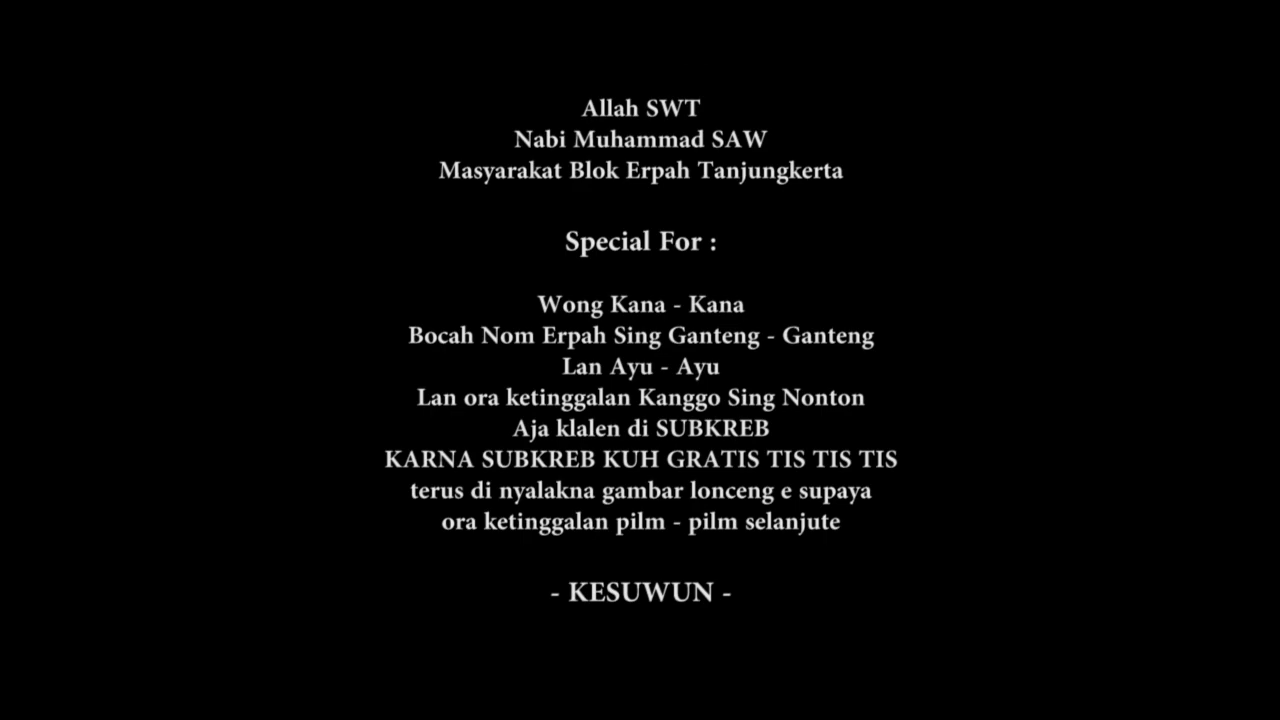 Allah SWT
Nabi Muhammad SAW
Masyarakat Blok Erpah Tanjungkerta
Special For :
Wong Kana - Kana
Bocah Nom Erpah Sing Ganteng - Ganteng
Lan Ayu - Ayu
Lan ora ketinggalan Kanggo Sing Nonton
Aja klalen di SUBKREB
KARNA SUBKREB KUH GRATIS TIS TIS TIS
terus di nyalakna gambar lonceng e supaya
ora ketinggalan pilm - pilm selanjute
- KESUWUN -